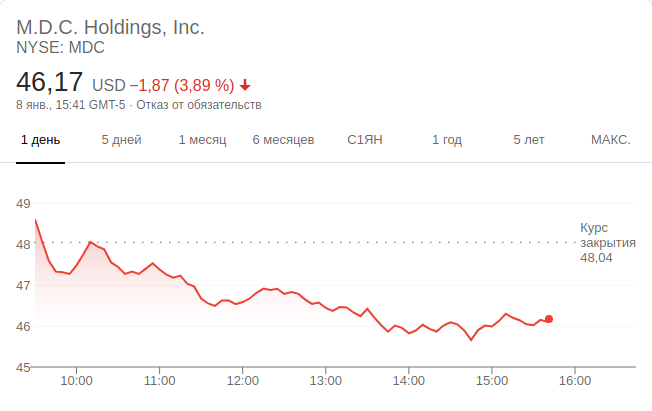 M.D.C. Holdings, Inc.
NYSE: MDC
46,17 USD −1,87 (3,89 %)
8 янв., 15:41 GMT-5 · Отказ от обязательств
1 день 5 дней 1 месяц 6 месяцев С1ЯН 1 год 5 лет МАКС.
49
48
47
46
45
Курс
закрытия
48,04
10:00 11:00 12:00 13:00 14:00 15:00 16:00